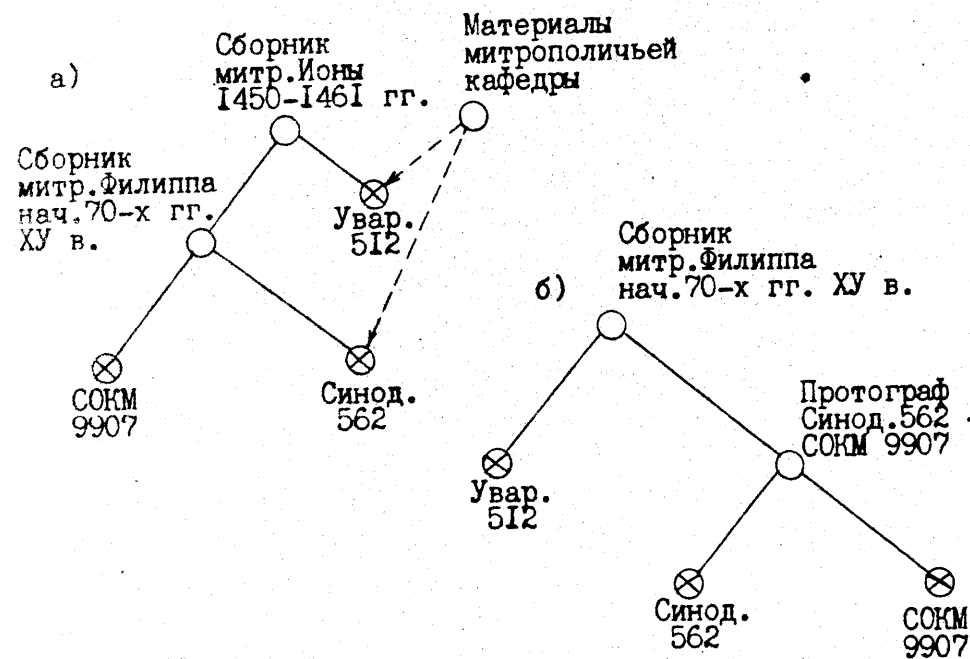 а)
Сборник
митр.Ионы
I450-I46I гг.
Материалы
митрополичьей
кафедры
Сборник
митр.Филиппа
нач.70-х гг.
ХУ в.
Увар.
5I2
СОКМ
9907
Синод.
562
б)
Сборник
митр.Филиппа
нач.70-х гг. ХУ в.
Протограф
Синод.562
СОКМ 9907
Увар.
5I2
Синод.
562
СОКМ
9907